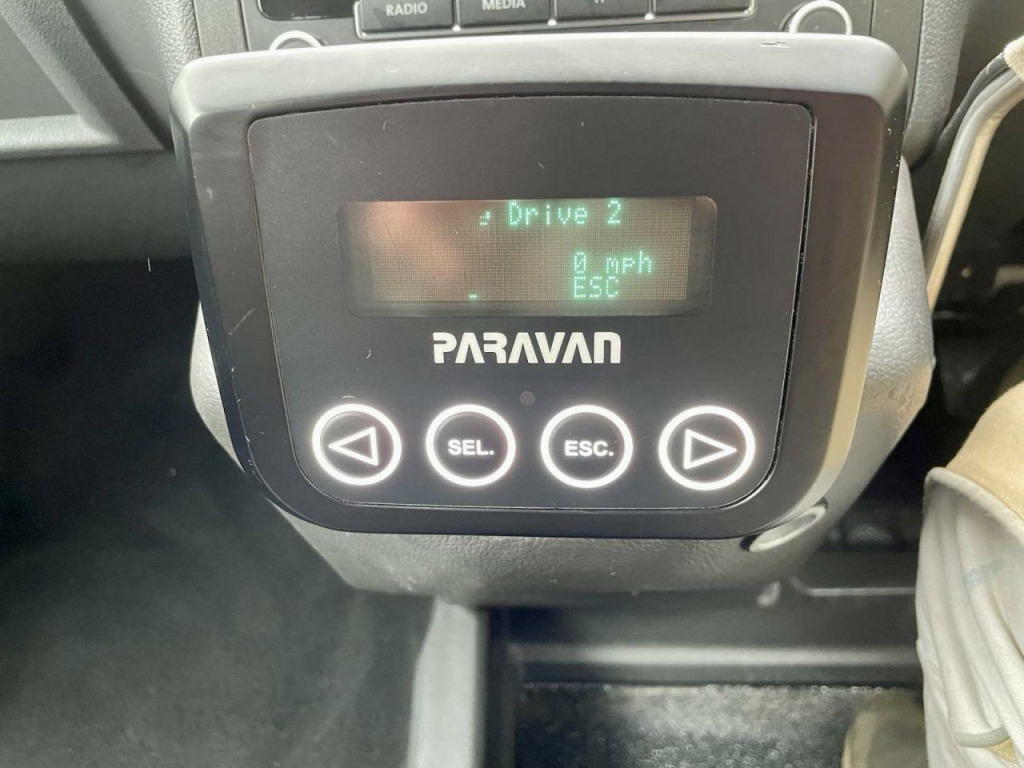 RADIO MEDIA
Drive 2
0 mph
ESC
PARAVAN
SEL. ESC.